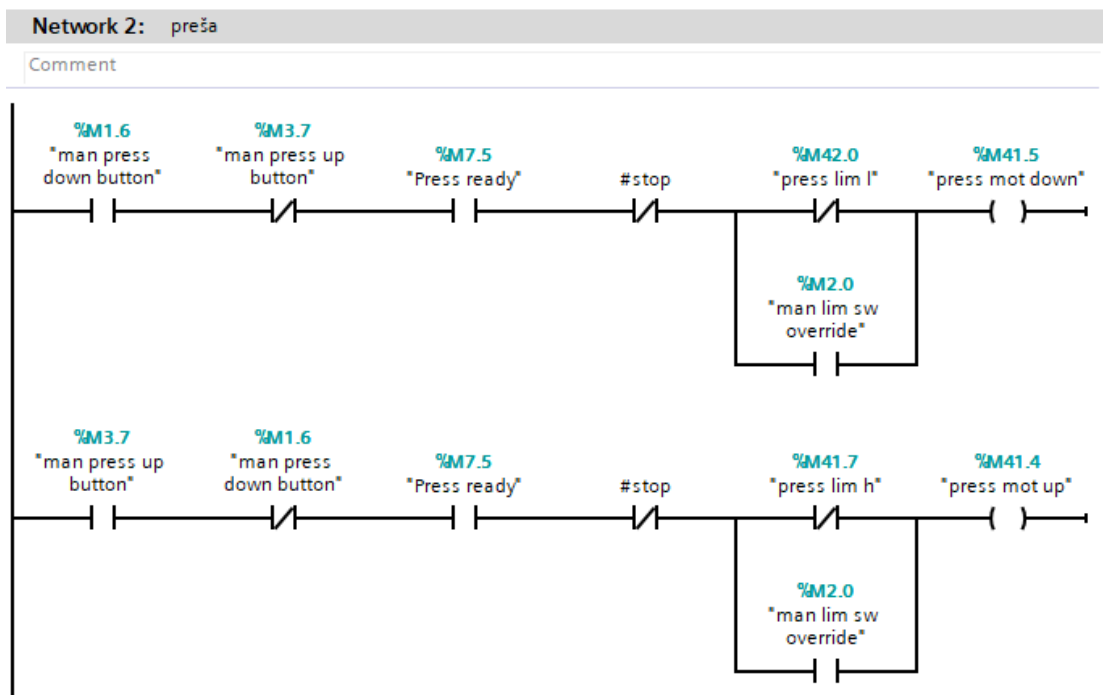 Network 2: preša
Comment
%M1.6
"man press
down button"
%M3.7
"man press up
button"
%M7.5
"Press ready"
#stop
%M42.0
"press lim l"
%M41.5
"press mot down"
%M2.0
"man lim sw
override"
%M3.7
"man press up
button"
%M1.6
"man press
down button"
%M7.5
"Press ready"
#stop
%M41.7
"press lim h"
%M41.4
"press mot up"
%M2.0
"man lim sw
override"